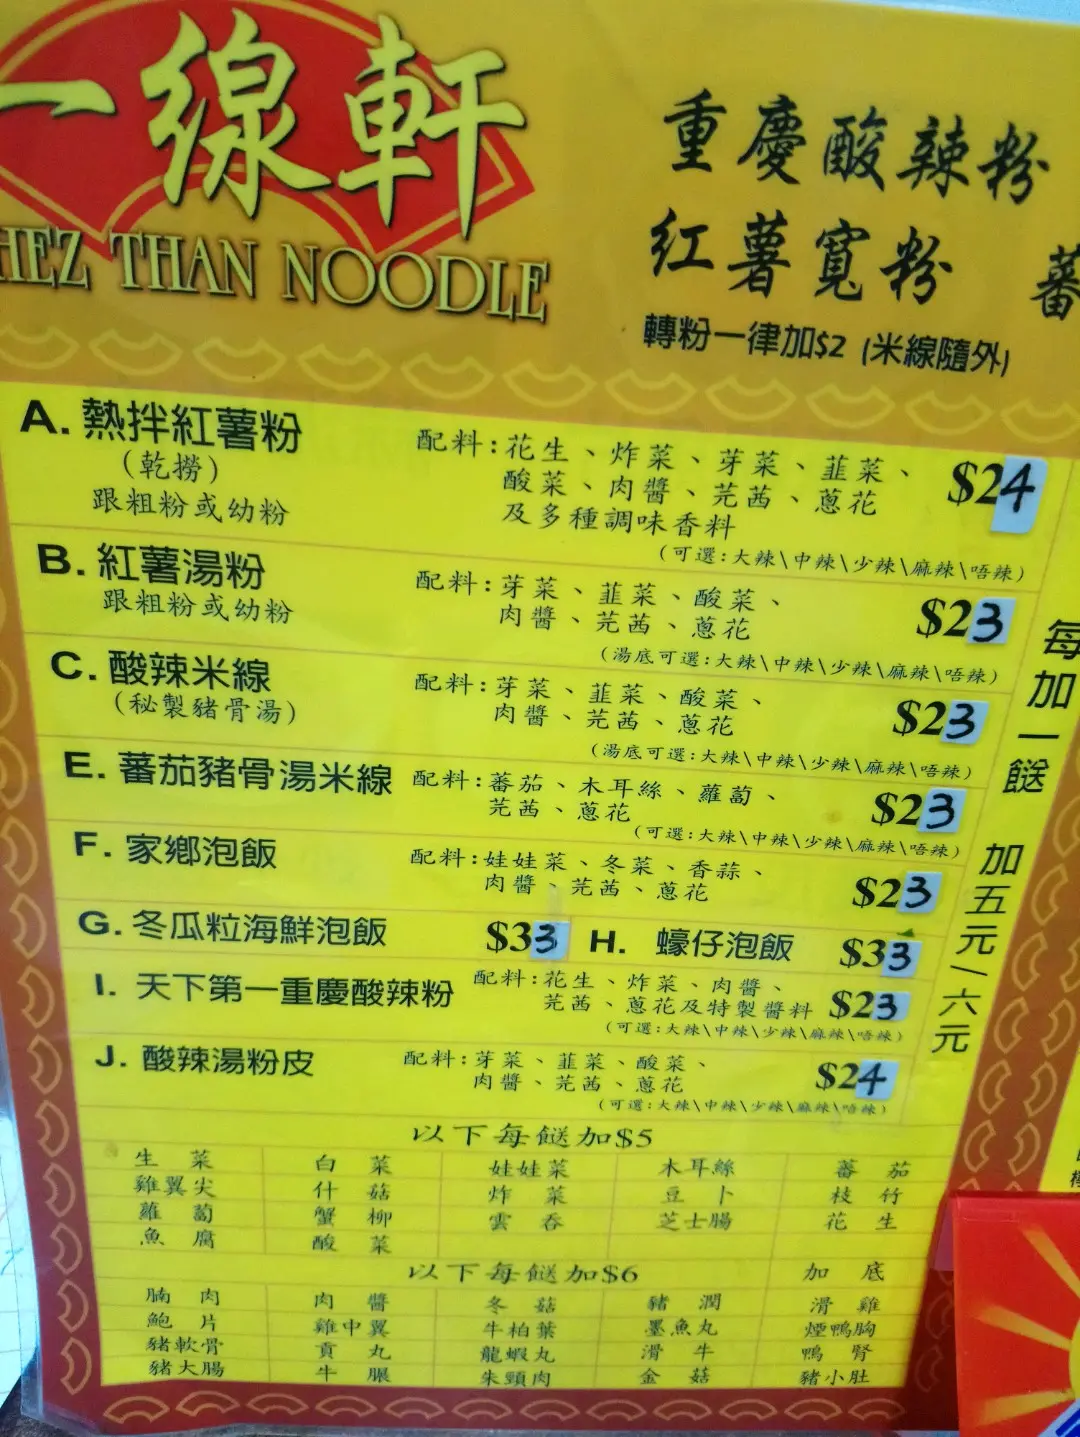 一線軒
HEZ THAN NOODLE
重慶酸辣粉
紅薯寬粉 蕃
轉粉一律加$2 (米線隨外)
A. 熱拌紅薯粉
(乾撈)
跟粗粉或幼粉
配料:花生、炸菜、芽菜、韮菜、
酸菜、肉醬、芫茜、蔥花
及多種調味香料
$24
(可選:大辣\中辣\少辣\麻辣\唔辣)
B. 紅薯湯粉
跟粗粉或幼粉
配料:芽菜、韮菜、酸菜、
肉醬、芫茜、蔥花
$23
(湯底可選:大辣\中辣\少辣\麻辣\唔辣)
C. 酸辣米線
(秘製豬骨湯)
配料:芽菜、韮菜、酸菜、
肉醬、芫茜、蔥花
$23
(湯底可選:大辣\中辣\少辣\麻辣\唔辣)
E. 蕃茄豬骨湯米線
配料:蕃茄、木耳絲、蘿蔔、
芫茜、蔥花
$23
(可選:大辣\中辣\少辣\麻辣\唔辣)
F. 家鄉泡飯
配料:娃娃菜、冬菜、香蒜、
肉醬、芫茜、蔥花
$23
G. 冬瓜粒海鮮泡飯 $33 H. 蠔仔泡飯 $33
I. 天下第一重慶酸辣粉
配料:花生、炸菜、肉醬、
芫茜、蔥花及特製醬料
$23
(可選:大辣\中辣\少辣\麻辣\唔辣)
J. 酸辣湯粉皮
配料:芽菜、韮菜、酸菜、
肉醬、芫茜、蔥花
$24
(可選:大辣\中辣\少辣\麻辣\唔辣)
每加一餸 加五元/六元
以下每餸加$5
生菜 白菜 娃娃菜 木耳絲 蕃茄
雞翼尖 什菇 炸菜 豆卜 枝竹
蘿蔔 蟹柳 雲吞 芝士腸 花生
魚腐 酸菜
以下每餸加$6 加底
腩肉 肉醬 冬菇 豬潤 滑雞
鮑片 雞中翼 牛柏葉 墨魚丸 煙鴨胸
豬軟骨 貢丸 龍蝦丸 滑牛 鴨腎
豬大腸 牛𦟌 朱頸肉 金菇 豬小肚